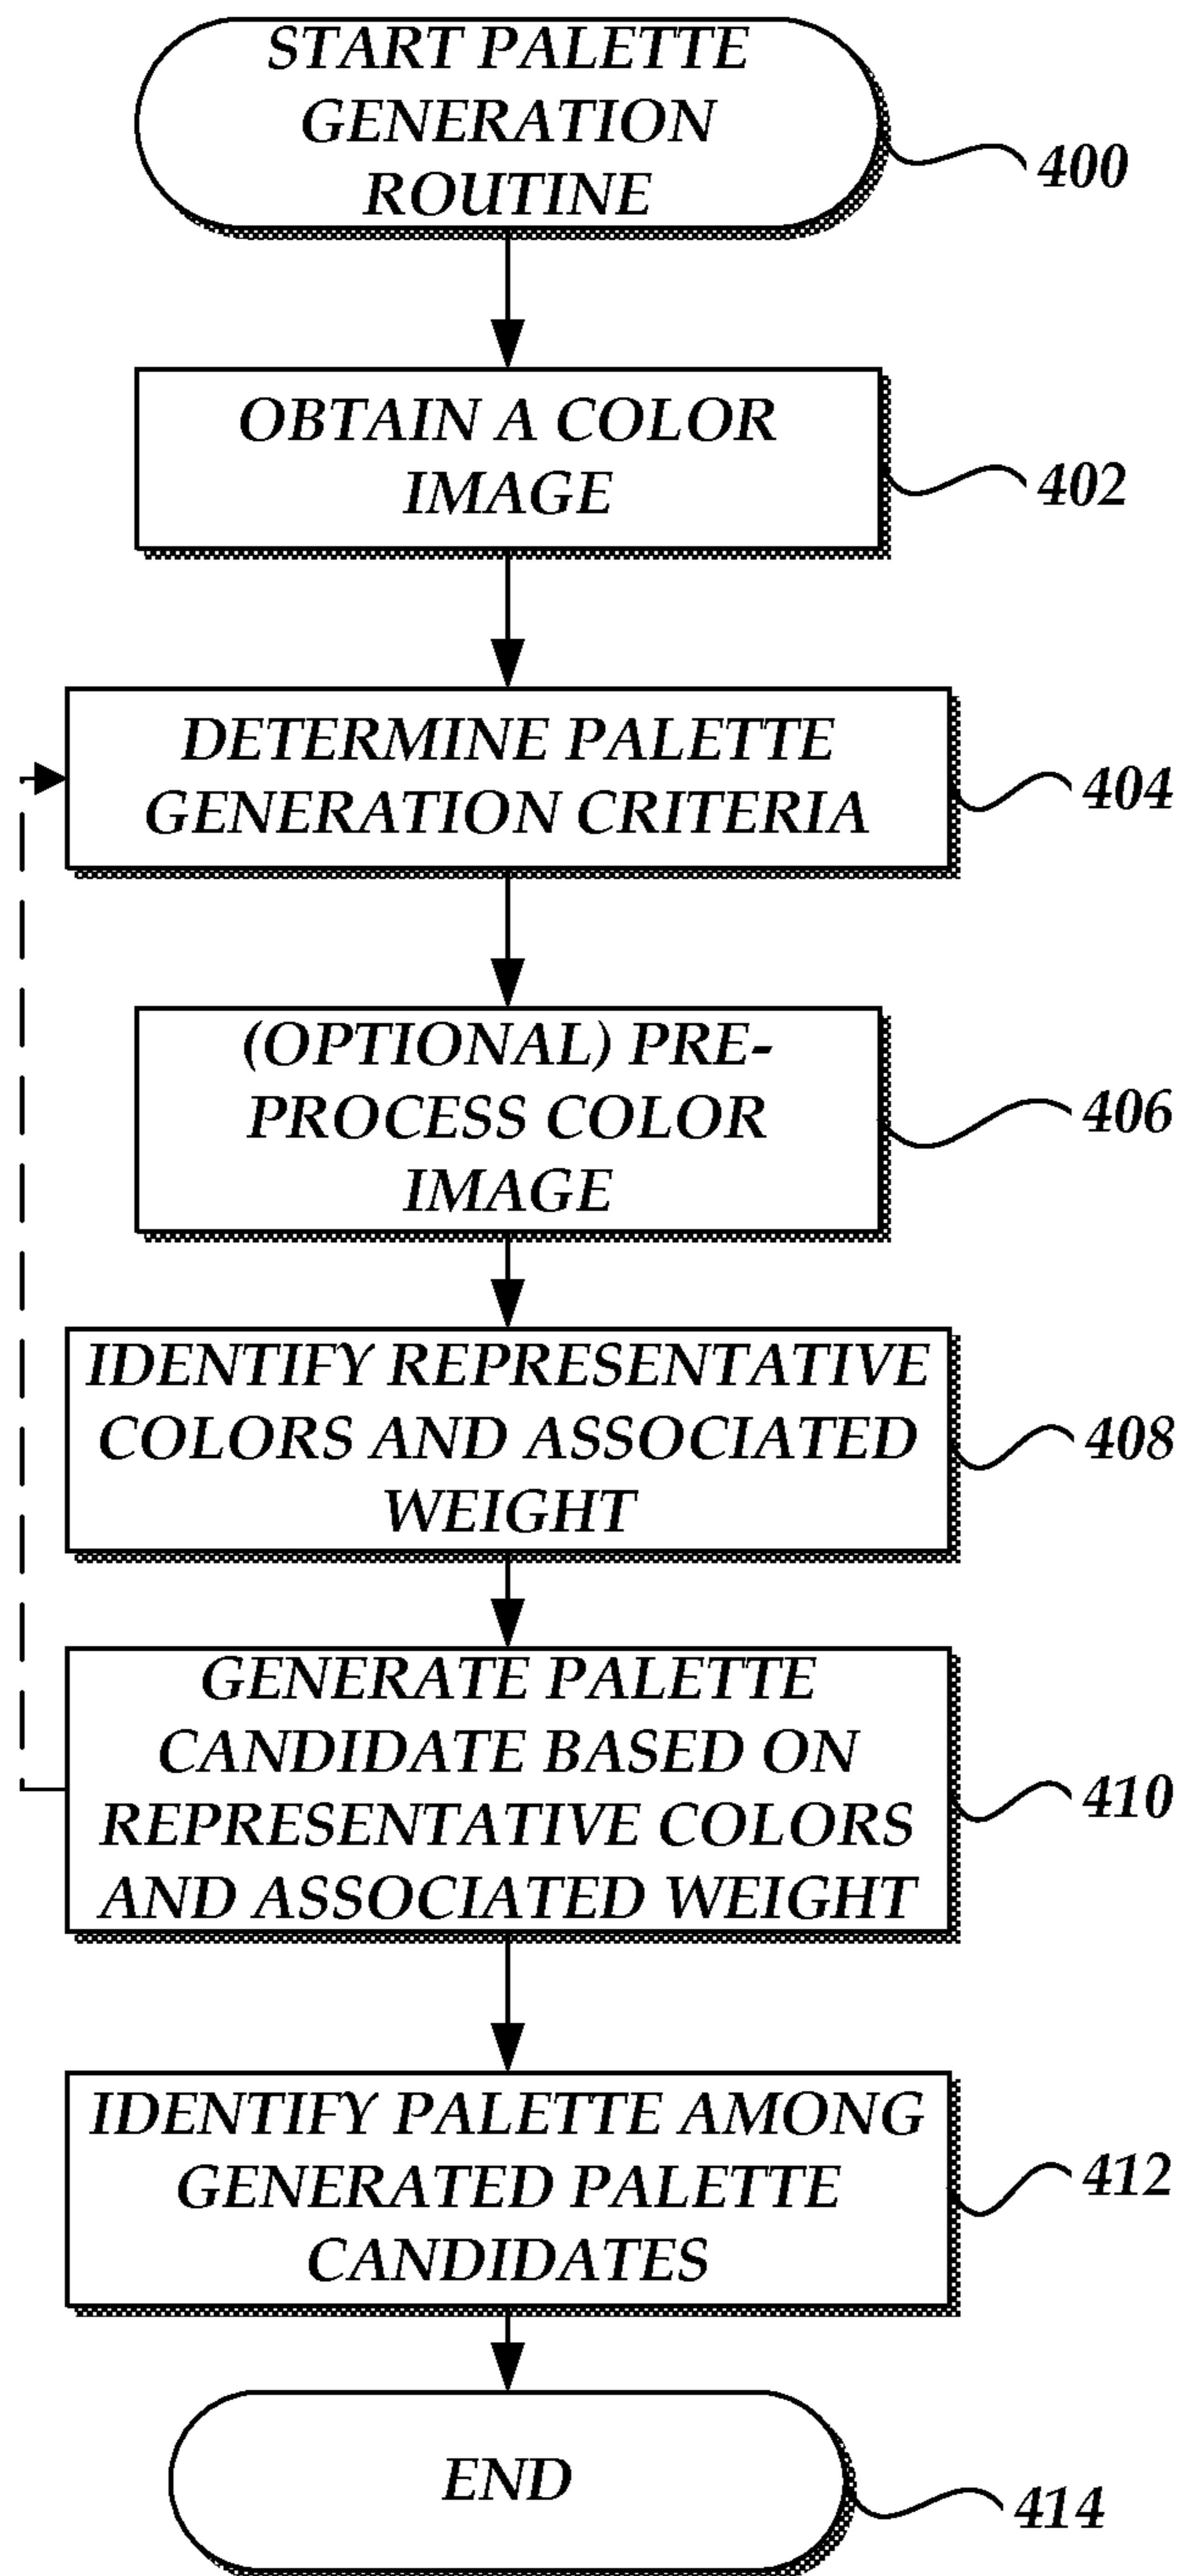 START PALETTE
GENERATION
ROUTINE
400
OBTAIN A COLOR
IMAGE
402
DETERMINE PALETTE
GENERATION CRITERIA
404
(OPTIONAL) PRE-
PROCESS COLOR
IMAGE
406
IDENTIFY REPRESENTATIVE
COLORS AND ASSOCIATED
WEIGHT
408
GENERATE PALETTE
CANDIDATE BASED ON
REPRESENTATIVE COLORS
AND ASSOCIATED WEIGHT
410
IDENTIFY PALETTE AMONG
GENERATED PALETTE
CANDIDATES
412
END
414